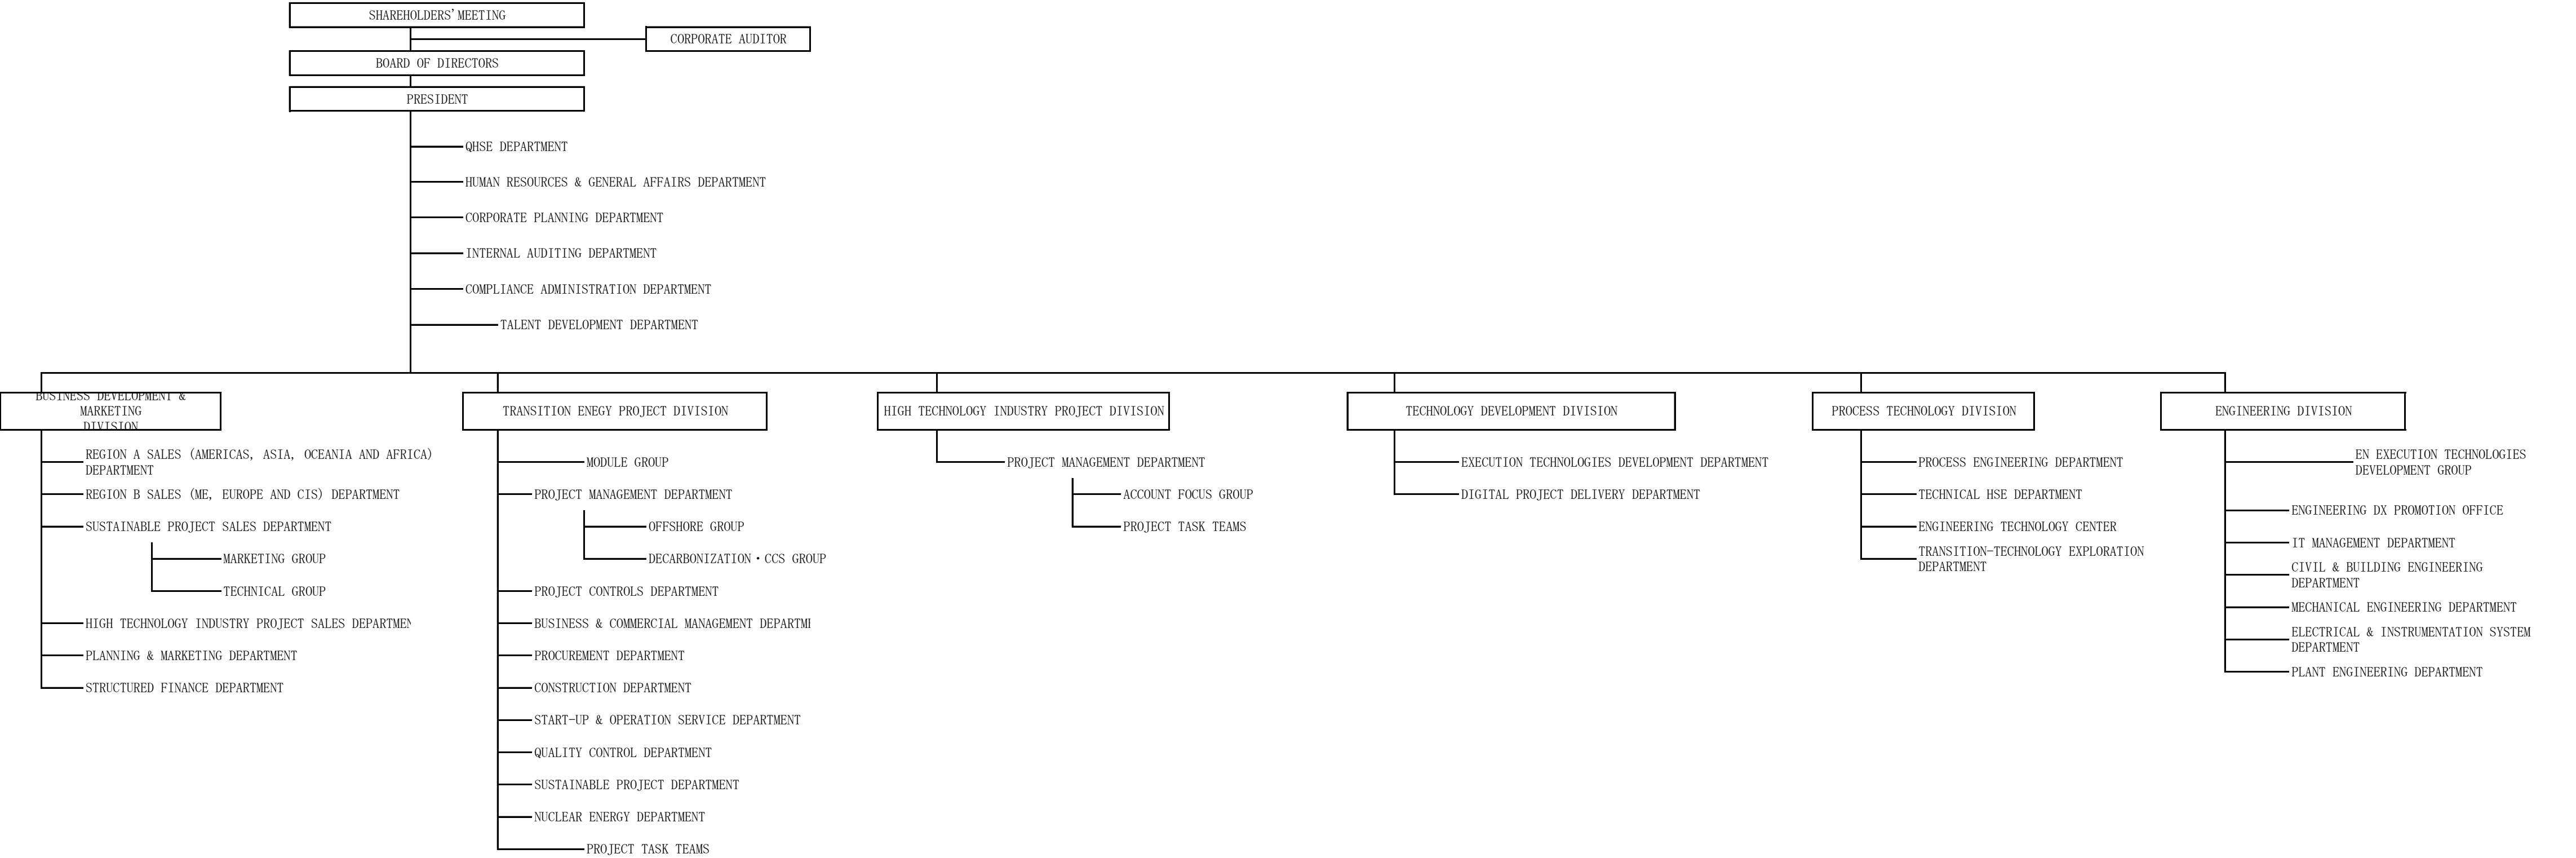 SHAREHOLDERS' MEETING
CORPORATE AUDITOR
BOARD OF DIRECTORS
PRESIDENT
QHSE DEPARTMENT
HUMAN RESOURCES & GENERAL AFFAIRS DEPARTMENT
CORPORATE PLANNING DEPARTMENT
INTERNAL AUDITING DEPARTMENT
COMPLIANCE ADMINISTRATION DEPARTMENT
TALENT DEVELOPMENT DEPARTMENT
BUSINESS DEVELOPMENT &
MARKETING
DIVISION
REGION A SALES (AMERICAS, ASIA, OCEANIA AND AFRICA)
DEPARTMENT
REGION B SALES (ME, EUROPE AND CIS) DEPARTMENT
SUSTAINABLE PROJECT SALES DEPARTMENT
MARKETING GROUP
TECHNICAL GROUP
HIGH TECHNOLOGY INDUSTRY PROJECT SALES DEPARTMEN
PLANNING & MARKETING DEPARTMENT
STRUCTURED FINANCE DEPARTMENT
TRANSITION ENEGY PROJECT DIVISION
MODULE GROUP
PROJECT MANAGEMENT DEPARTMENT
OFFSHORE GROUP
DECARBONIZATION・CCS GROUP
PROJECT CONTROLS DEPARTMENT
BUSINESS & COMMERCIAL MANAGEMENT DEPARTM
PROCUREMENT DEPARTMENT
CONSTRUCTION DEPARTMENT
START-UP & OPERATION SERVICE DEPARTMENT
QUALITY CONTROL DEPARTMENT
SUSTAINABLE PROJECT DEPARTMENT
NUCLEAR ENERGY DEPARTMENT
PROJECT TASK TEAMS
HIGH TECHNOLOGY INDUSTRY PROJECT DIVISION
PROJECT MANAGEMENT DEPARTMENT
ACCOUNT FOCUS GROUP
PROJECT TASK TEAMS
TECHNOLOGY DEVELOPMENT DIVISION
EXECUTION TECHNOLOGIES DEVELOPMENT DEPARTMENT
DIGITAL PROJECT DELIVERY DEPARTMENT
PROCESS TECHNOLOGY DIVISION
PROCESS ENGINEERING DEPARTMENT
TECHNICAL HSE DEPARTMENT
ENGINEERING TECHNOLOGY CENTER
TRANSITION-TECHNOLOGY EXPLORATION
DEPARTMENT
ENGINEERING DIVISION
EN EXECUTION TECHNOLOGIES
DEVELOPMENT GROUP
ENGINEERING DX PROMOTION OFFICE
IT MANAGEMENT DEPARTMENT
CIVIL & BUILDING ENGINEERING
DEPARTMENT
MECHANICAL ENGINEERING DEPARTMENT
ELECTRICAL & INSTRUMENTATION SYSTEM
DEPARTMENT
PLANT ENGINEERING DEPARTMENT